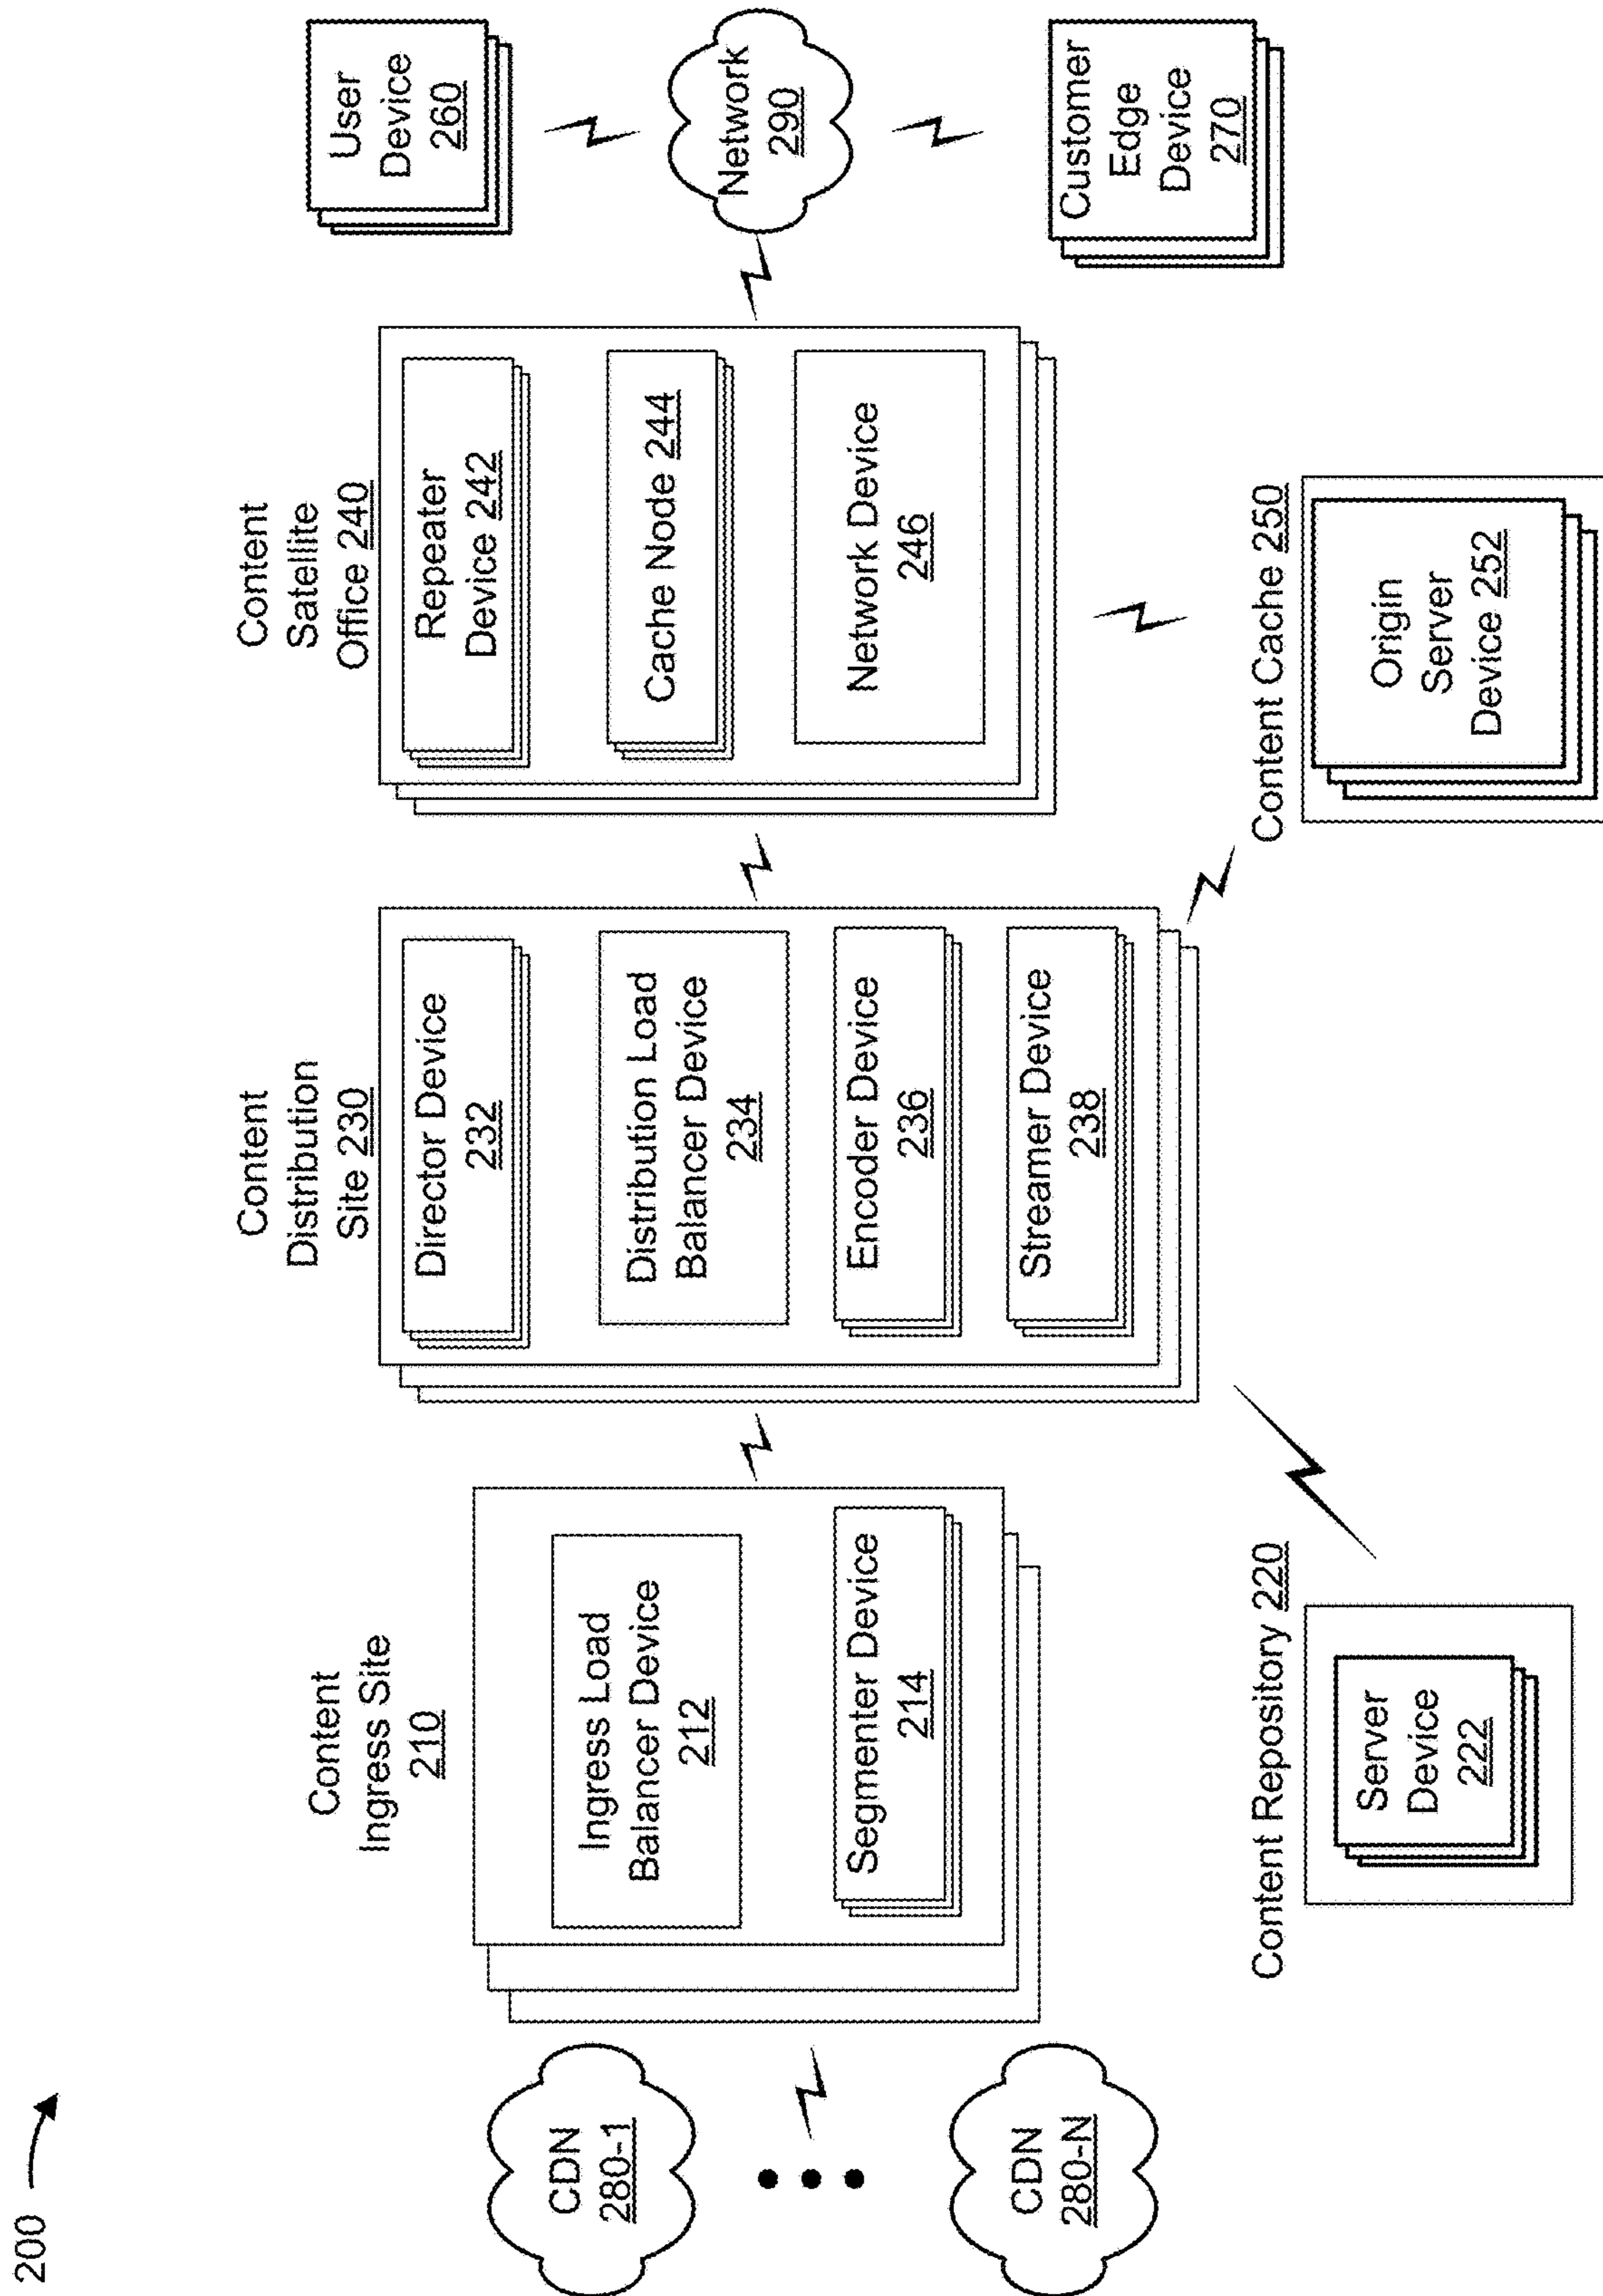 200
CDN
280-1
CDN
280-N
Content
Ingress Site
210
Ingress Load
Balancer Device
212
Segmenter Device
214
Content Repository 220
Server
Device
222
Content
Distribution
Site 230
Director Device
232
Distribution Load
Balancer Device
234
Encoder Device
236
Streamer Device
238
Content
Satellite
Office 240
Repeater
Device 242
Cache Node 244
Network Device
246
Content Cache 250
Origin
Server
Device 252
User
Device
260
Network
290
Customer
Edge
Device
270